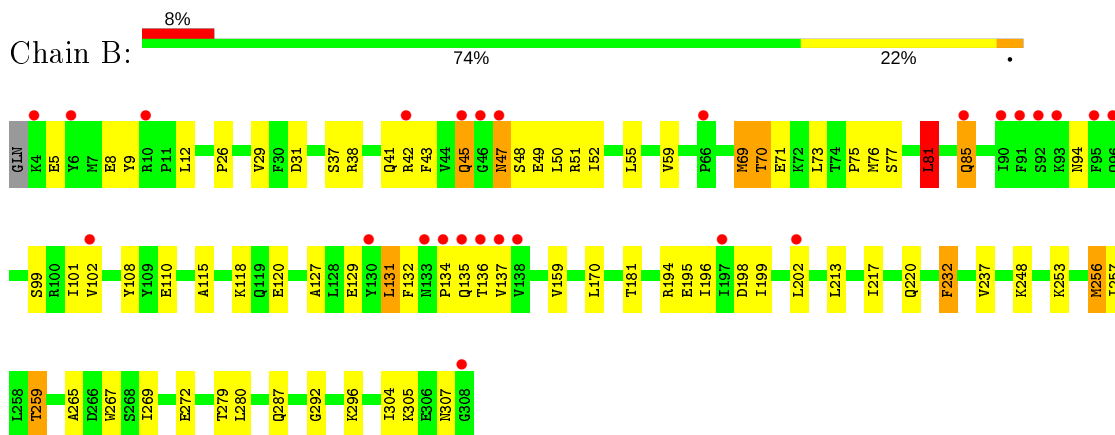 8%
Chain B:
74% 22% •
GLN K4 E5 Y6 M7 E8 Y9 R10 P11 L12 P26 V29 F30 D31 S37 R38 Q41 R42 F43 V44 Q45 G46 N47 S48 E49 L50 R51 I52 L55 V59 P66 M69 T70 E71 K72 L73 T74 P75 M76 S77 L81 Q85 I90 F91 S92 K93 N94 F95 Q96
S99 R100 I101 V102 Y108 Y109 E110 A115 K118 Q119 E120 A127 L128 E129 Y130 L131 F132 N133 P134 Q135 T136 V137 V138 V159 L170 T181 R194 E195 I196 I197 D198 I199 L202 L213 I217 Q220 F232 V237 K248 K253 M256 I257
L258 T259 A265 D266 W267 S268 I269 E272 T279 L280 Q287 G292 K296 I304 K305 E306 N307 G308